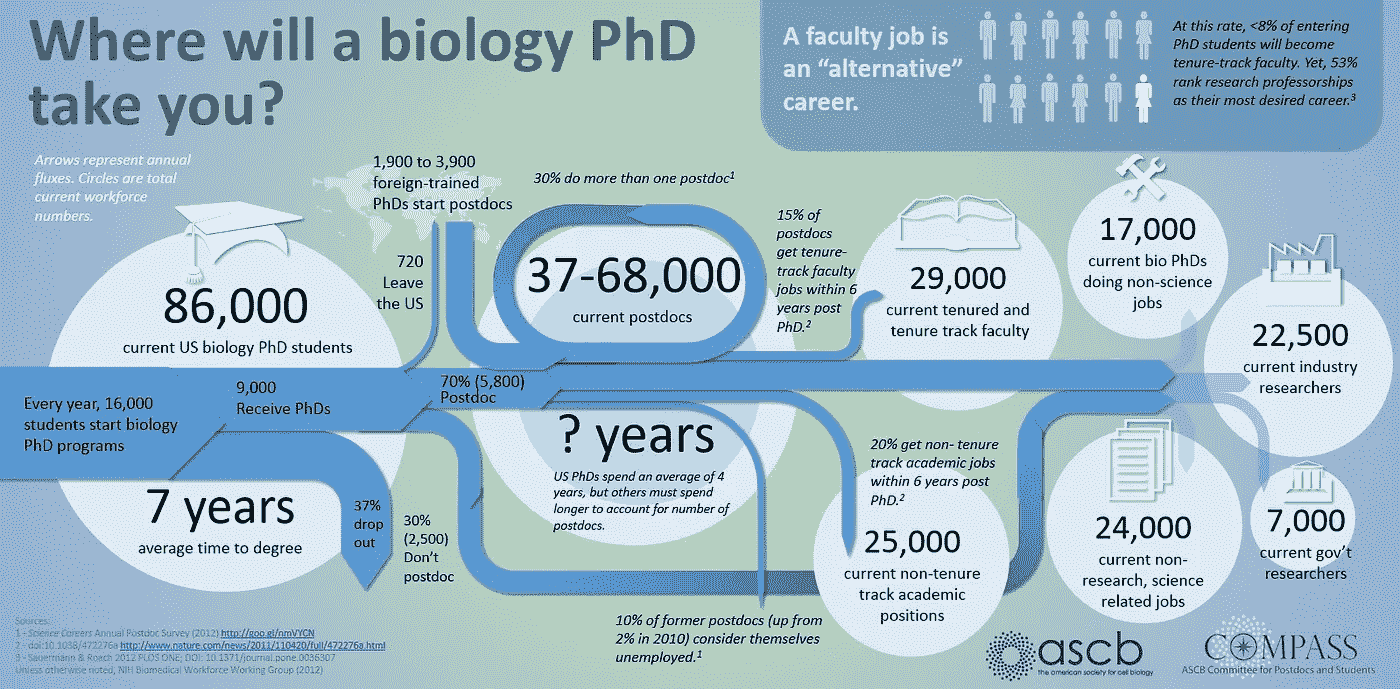 Where will a biology PhD
take you?
A faculty job is
an “alternative”
career.
At this rate, <8% of entering
PhD students will become
tenure-track faculty. Yet, 53%
rank research professorships
as their most desired career.3
Arrows represent annual
fluxes. Circles are total
current workforce
numbers.
1,900 to 3,900
foreign-trained
PhDs start postdocs
30% do more than one postdoc1
720
Leave
the US
86,000
current US biology PhD students
37-68,000
current postdocs
15% of
postdocs
get tenure-
track faculty
jobs within 6
years post
PhD.2
29,000
current tenured and
tenure track faculty
17,000
current bio PhDs
doing non-science
jobs
22,500
current industry
researchers
Every year, 16,000
students start biology
PhD programs
9,000
Receive PhDs
70% (5,800)
Postdoc
? years
US PhDs spend an average of 4
years, but others must spend
longer to account for number of
postdocs.
7 years
average time to degree
37%
drop
out
30%
(2,500)
Don’t
postdoc
20% get non- tenure
track academic jobs
within 6 years post
PhD.2
25,000
current non-tenure
track academic
positions
24,000
current non-
research, science
related jobs
7,000
current gov’t
researchers
10% of former postdocs (up from
2% in 2010) consider themselves
unemployed.1
Sources:
1 - Science Careers Annual Postdoc Survey (2012) http://goo.gl/nmVYCN
2 - doi:10.1038/472276a http://www.nature.com/news/2011/110420/full/472276a.html
3 - Sauermann & Roach 2012 PLOS ONE; DOI: 10.1371/journal.pone.0036307
Unless otherwise noted, NIH Biomedical Workforce Working Group (2012)
ascb
The american society for cell biology
COMPASS
ASCB Committee for Postdocs and Students